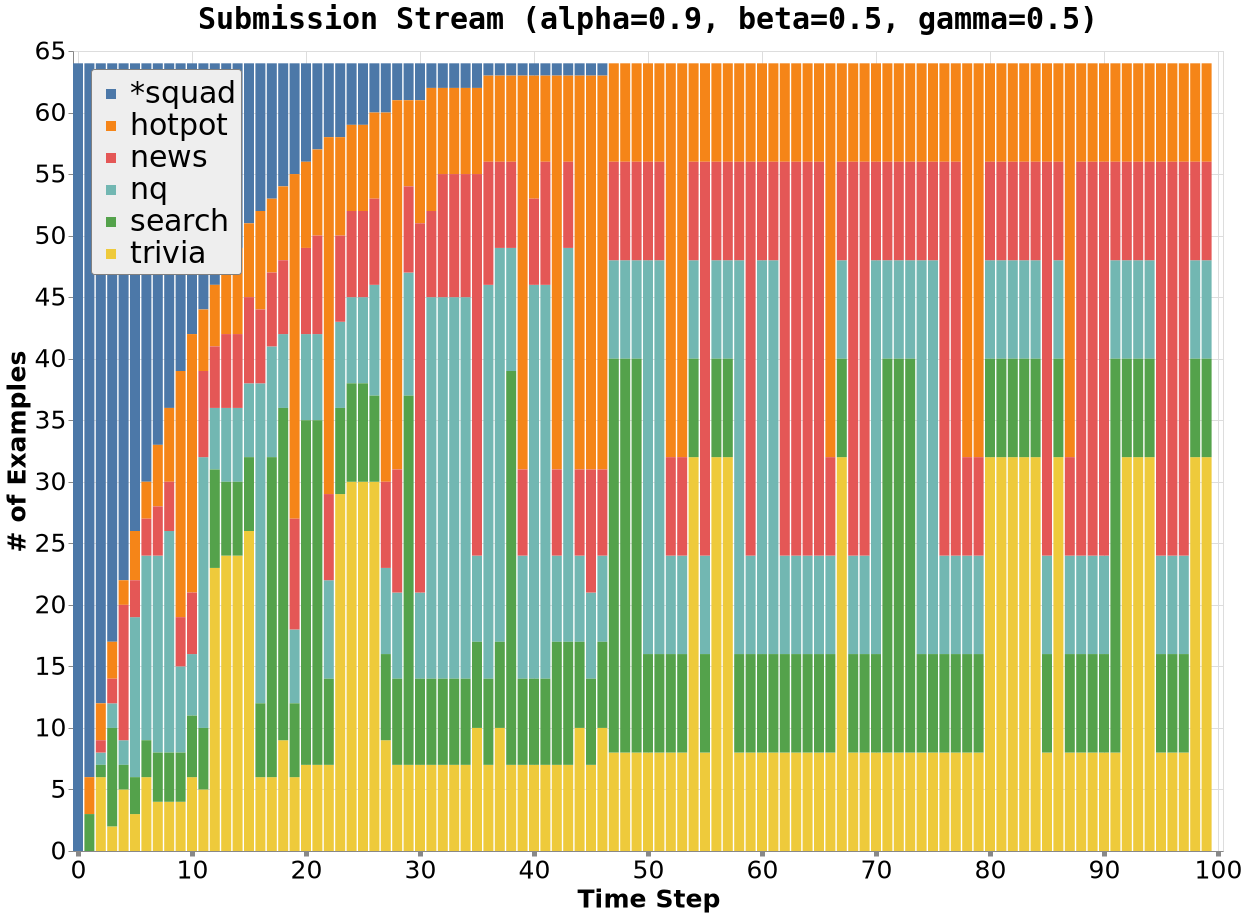 Submission Stream (alpha=0.9, beta=0.5, gamma=0.5)
65
60
55
50
45
40
35
30
25
20
15
10
5
0
# of Examples
*squad
hotpot
news
nq
search
trivia
0 10 20 30 40 50 60 70 80 90 100
Time Step